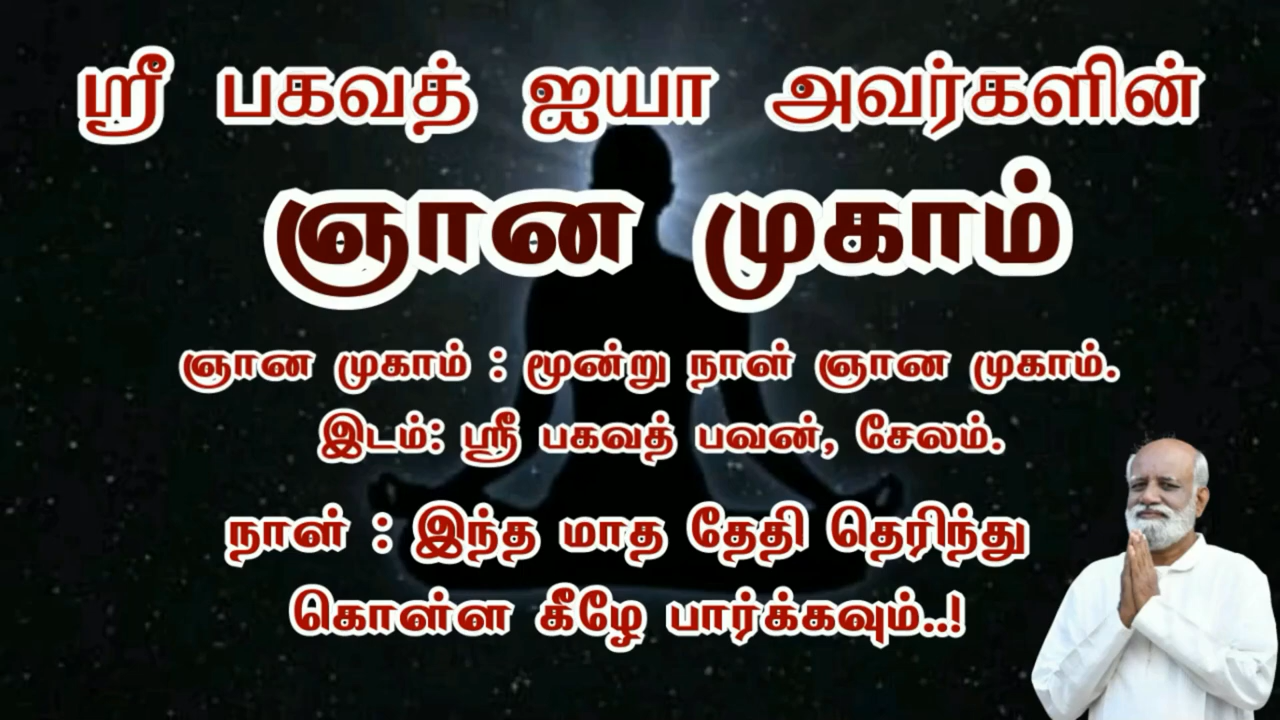 ஸ்ரீ பகவத் ஐயா அவர்களின்
ஞான முகாம்
ஞான முகாம் : மூன்று நாள் ஞான முகாம்.
இடம்: ஸ்ரீ பகவத் பவன், சேலம்.
நாள் : இந்த மாத தேதி தெரிந்து
கொள்ள கீழே பார்க்கவும்..!